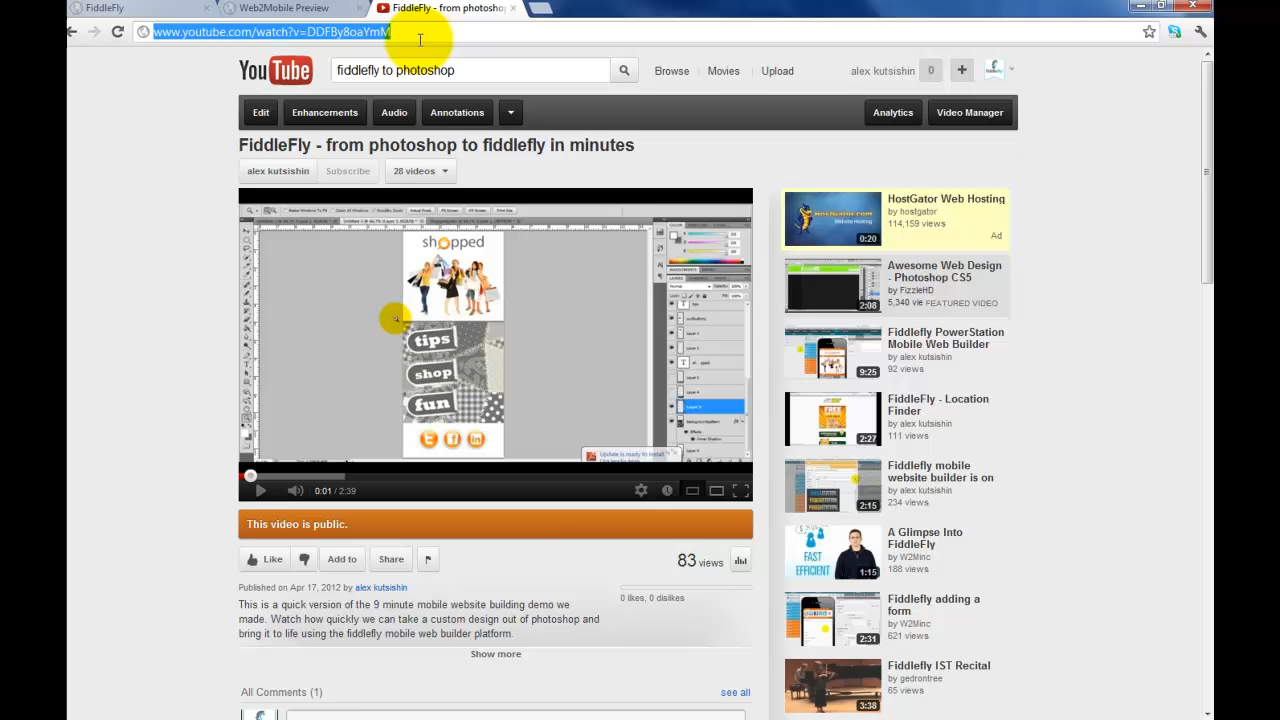 FiddleFly
Web2Mobile Preview
FiddleFly - from photoshop
www.youtube.com/watch?v=DDFBy8oaYmM
YouTube
fiddlefly to photoshop
Browse
Movies
Upload
alex kutsishin
0
Edit
Enhancements
Audio
Annotations
Analytics
Video Manager
FiddleFly - from photoshop to fiddlefly in minutes
alex kutsishin
Subscribe
28 videos
shopped
tips
shop
fun
Update is ready to install
0:01 / 2:39
This video is public.
Like
Add to
Share
83 views
Published on Apr 17, 2012 by alex kutsishin
0 likes, 0 dislikes
This is a quick version of the 9 minute mobile website building demo we
made. Watch how quickly we can take a custom design out of photoshop and
bring it to life using the fiddlefly mobile web builder platform.
Show more
All Comments (1)
see all
HostGator Web Hosting
by hostgator
114,159 views
Ad
0:20
Awesome Web Design
- Photoshop CS5
by FizzleHD
5,340 vie FEATURED VIDEO
2:08
Fiddlefly PowerStation
Mobile Web Builder
by alex kutsishin
92 views
9:25
FiddleFly - Location
Finder
by alex kutsishin
111 views
2:27
Fiddlefly mobile
website builder is on
by alex kutsishin
234 views
2:15
A Glimpse Into
FiddleFly
by W2Minc
188 views
FAST
EFFICIENT
1:15
Fiddlefly adding a
form
by W2Minc
621 views
2:31
Fiddlefly IST Recital
by gedrontree
65 views
3:38